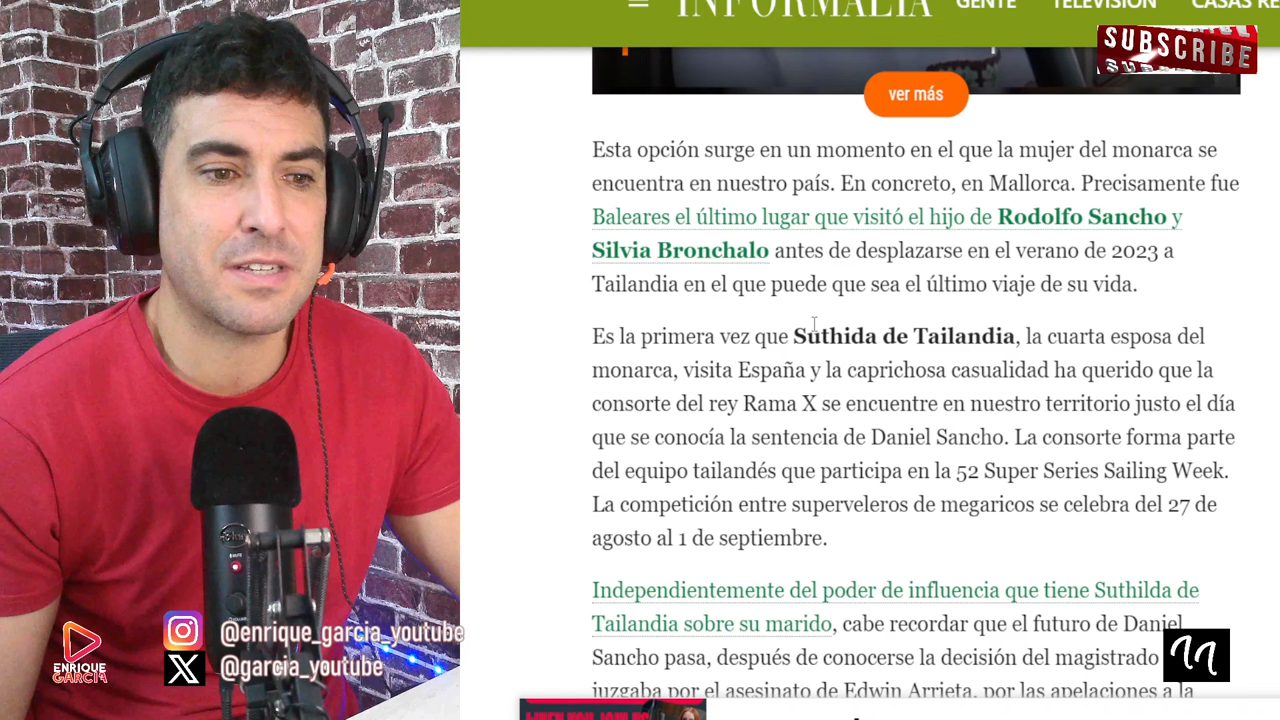 INFORMALIA
GENTE
TELEVISIÓN
CASAS RE
SUBSCRIBE
ver más
Esta opción surge en un momento en el que la mujer del monarca se
encuentra en nuestro país. En concreto, en Mallorca. Precisamente fue
Baleares el último lugar que visitó el hijo de Rodolfo Sancho y
Silvia Bronchalo antes de desplazarse en el verano de 2023 a
Tailandia en el que puede que sea el último viaje de su vida.
Es la primera vez que Suthida de Tailandia, la cuarta esposa del
monarca, visita España y la caprichosa casualidad ha querido que la
consorte del rey Rama X se encuentre en nuestro territorio justo el día
que se conocía la sentencia de Daniel Sancho. La consorte forma parte
del equipo tailandés que participa en la 52 Super Series Sailing Week.
La competición entre superveleros de megaricos se celebra del 27 de
agosto al 1 de septiembre.
Independientemente del poder de influencia que tiene Suthilda de
Tailandia sobre su marido, cabe recordar que el futuro de Daniel
Sancho pasa, después de conocerse la decisión del magistrado
juzgaba por el asesinato de Edwin Arrieta, por las apelaciones a la
ENRIQUE
GARCIA
@enrique_garcia_youtube
@garcia_youtube